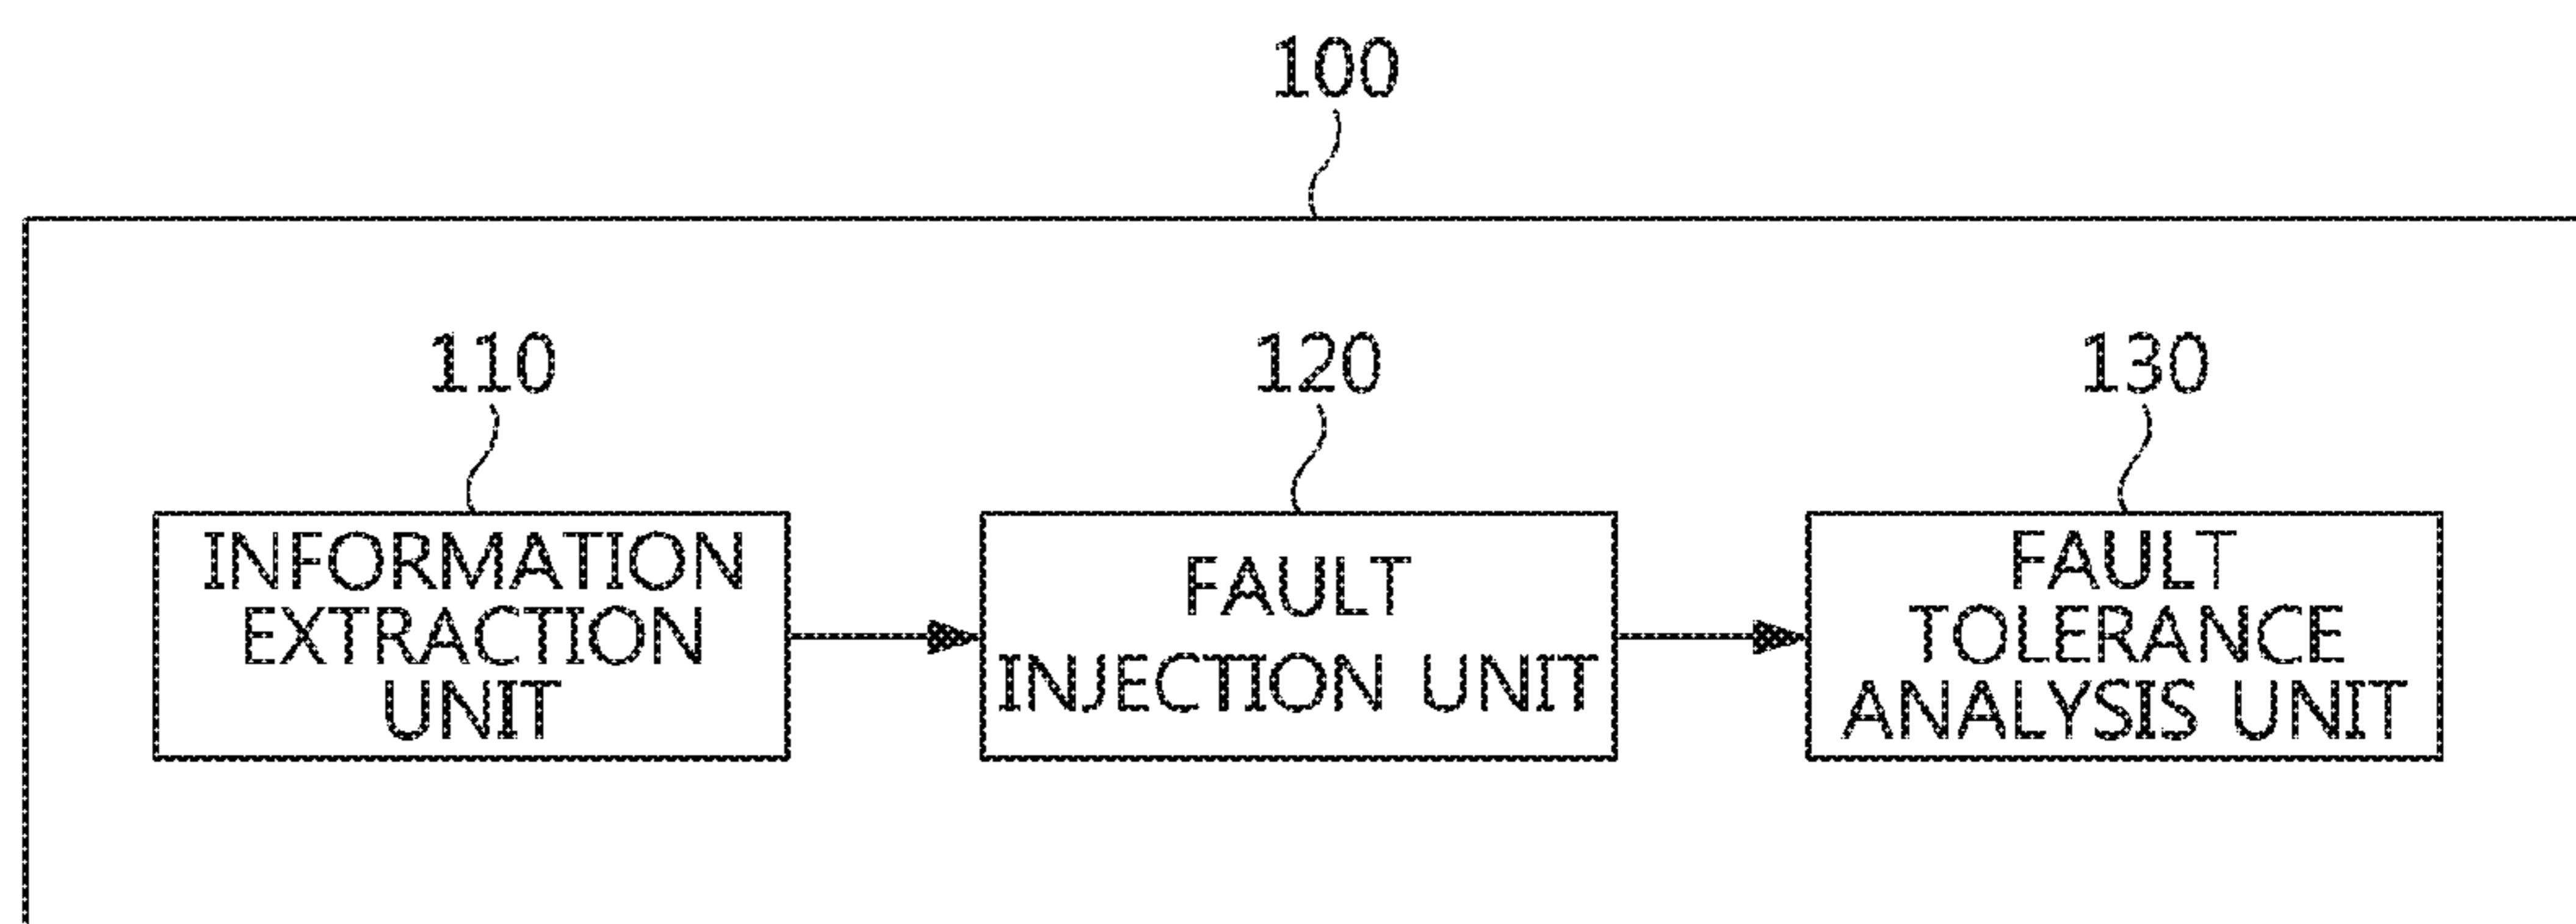 100
110
120
130
INFORMATION
EXTRACTION
UNIT
FAULT
INJECTION UNIT
FAULT
TOLERANCE
ANALYSIS UNIT